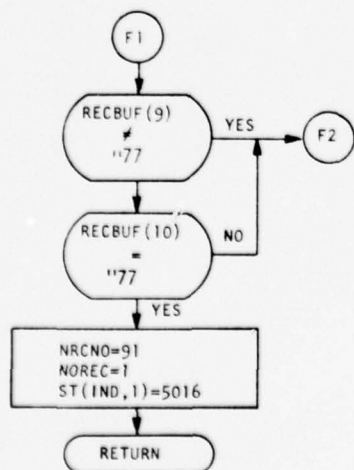 F1
RECBUF(9)
≠
"77
YES
F2
RECBUF(10)
=
"77
NO
YES
NRCNO=91
NOREC=1
ST(IND,1)=5016
RETURN